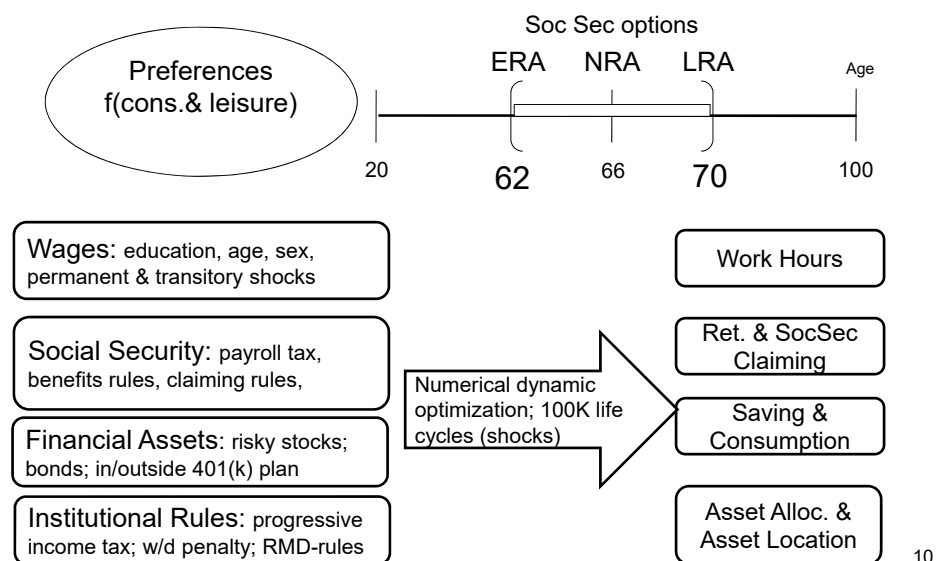 Preferences
f(cons.& leisure)
Soc Sec options
ERA NRA LRA
Age
20
62
66
70
100
Wages: education, age, sex,
permanent & transitory shocks
Social Security: payroll tax,
benefits rules, claiming rules,
Financial Assets: risky stocks;
bonds; in/outside 401(k) plan
Institutional Rules: progressive
income tax; w/d penalty; RMD-rules
Numerical dynamic
optimization; 100K life
cycles (shocks)
Work Hours
Ret. & SocSec
Claiming
Saving &
Consumption
Asset Alloc. &
Asset Location
10